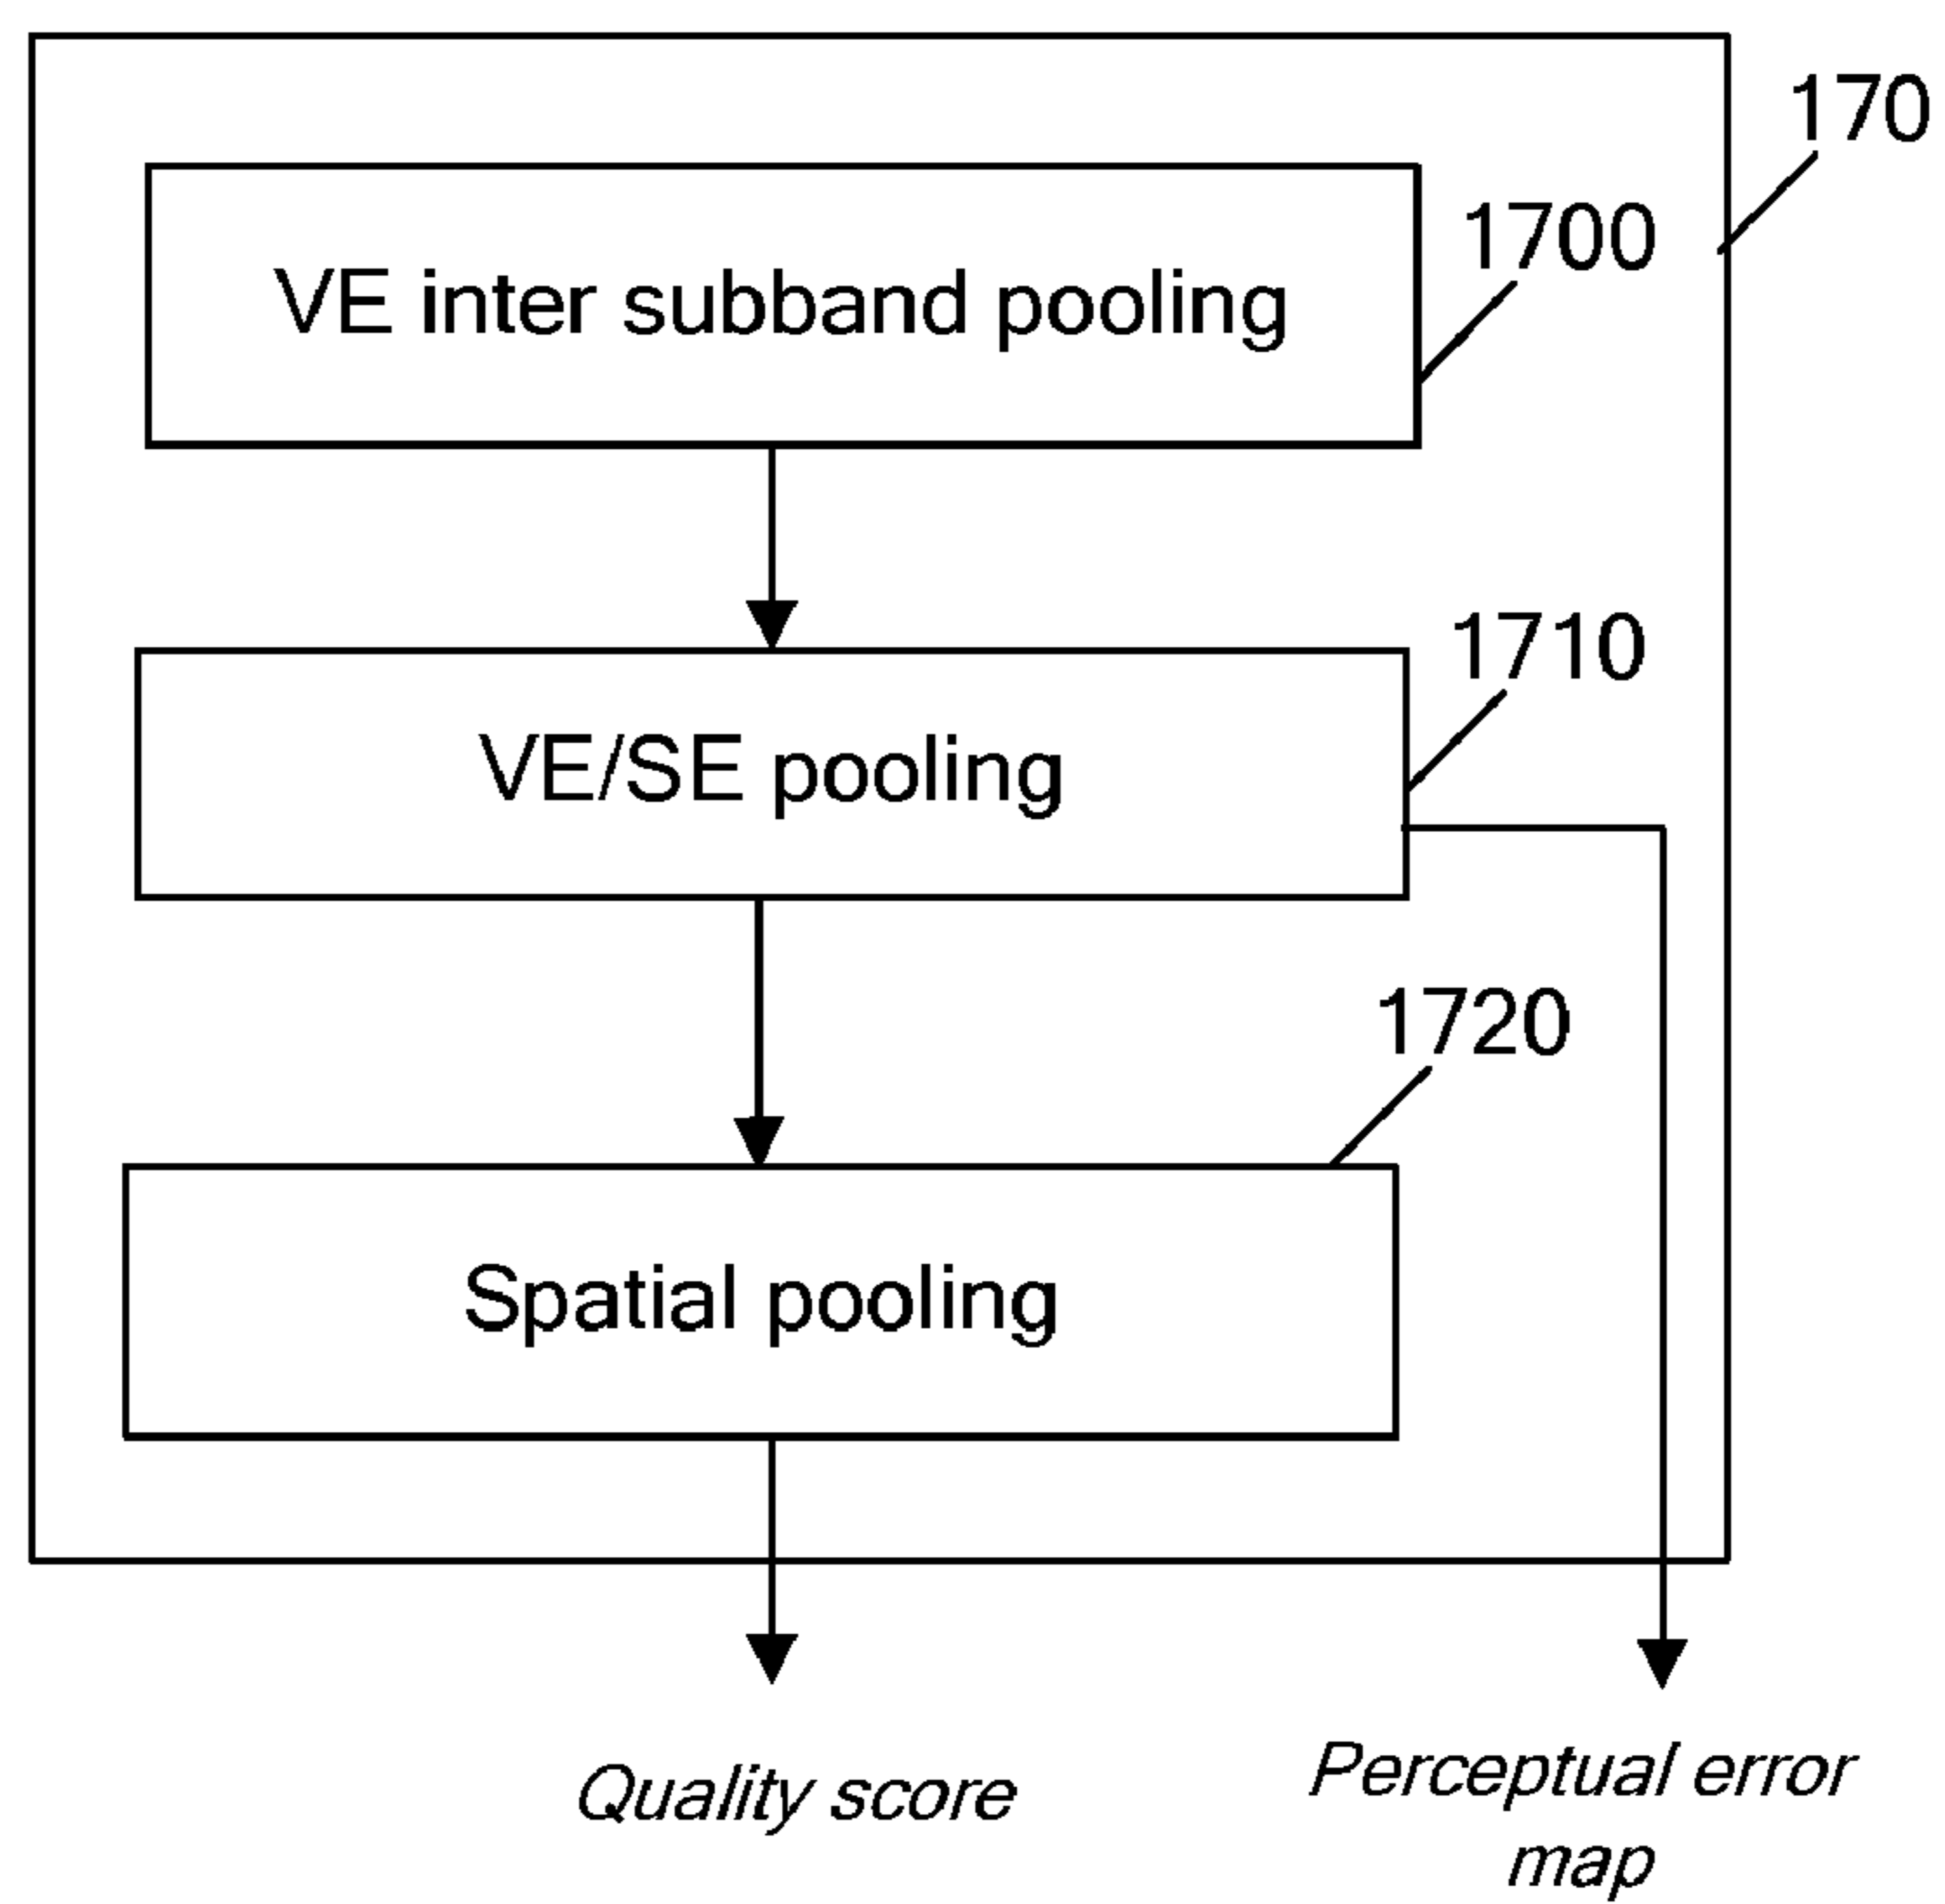 170
1700
VE inter subband pooling
1710
VE/SE pooling
1720
Spatial pooling
Quality score
Perceptual error
map